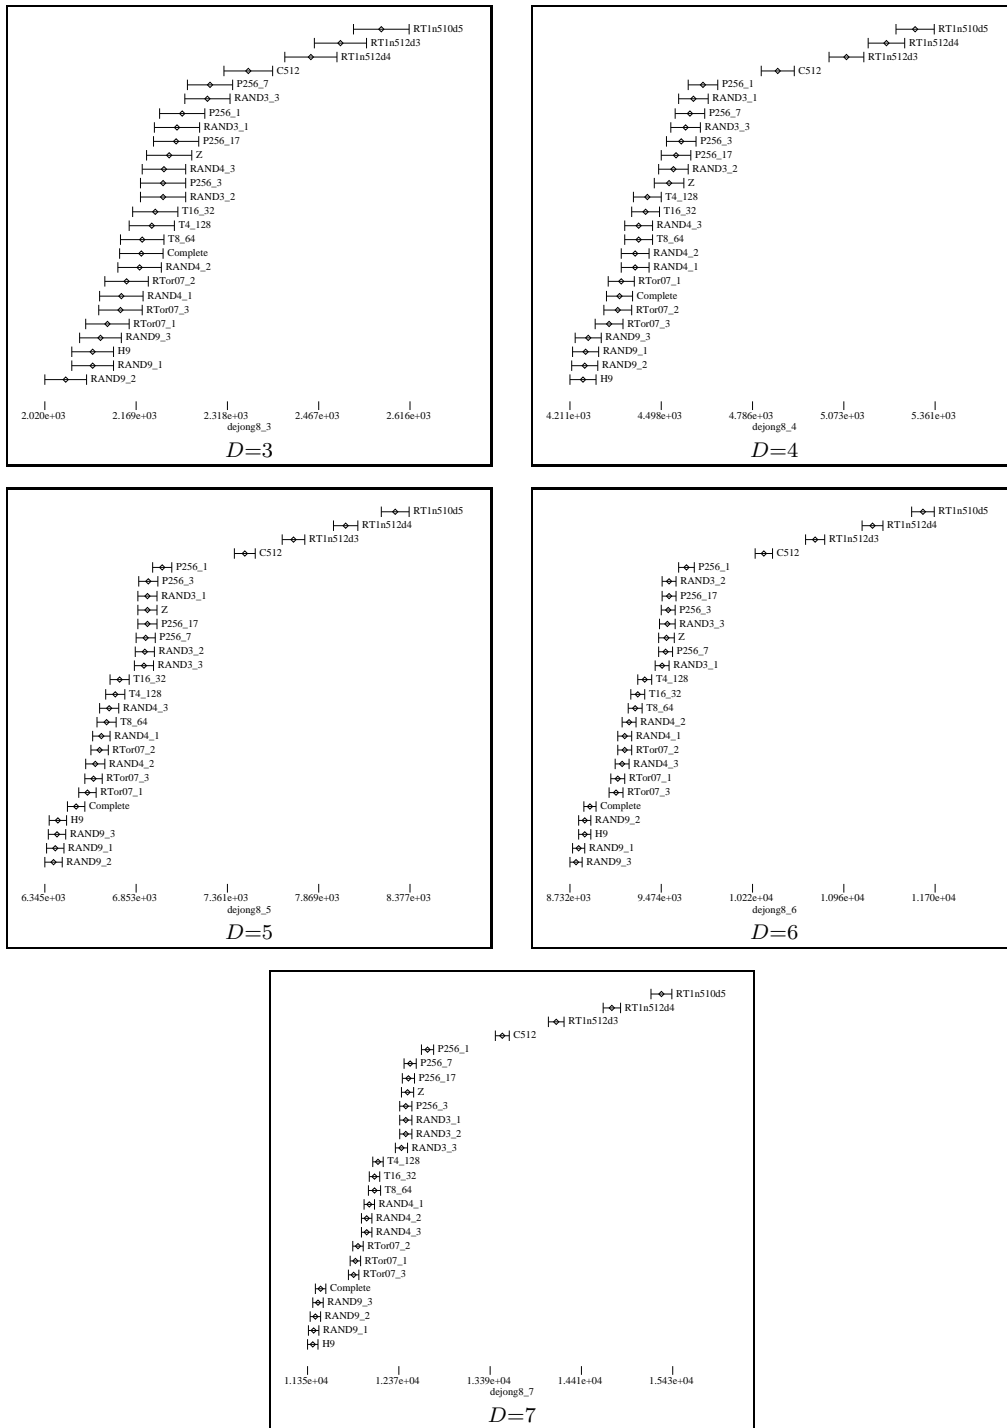 RT1n510d5
RT1n512d3
RT1n512d4
C512
P256_7
RAND3_3
P256_1
RAND3_1
P256_17
Z
RAND4_3
P256_3
RAND3_2
T16_32
T4_128
T8_64
Complete
RAND4_2
RTor07_2
RAND4_1
RTor07_3
RTor07_1
RAND9_3
H9
RAND9_1
RAND9_2
2.020e+03 2.169e+03 2.318e+03 2.467e+03 2.616e+03
dejong8_3
D=3
RT1n510d5
RT1n512d4
RT1n512d3
C512
P256_1
RAND3_1
P256_7
RAND3_3
P256_3
P256_17
RAND3_2
Z
T4_128
T16_32
RAND4_3
T8_64
RAND4_2
RAND4_1
RTor07_1
Complete
RTor07_2
RTor07_3
RAND9_3
RAND9_1
RAND9_2
H9
4.211e+03 4.498e+03 4.786e+03 5.073e+03 5.361e+03
dejong8_4
D=4
RT1n510d5
RT1n512d4
RT1n512d3
C512
P256_1
P256_3
RAND3_1
Z
P256_17
P256_7
RAND3_2
RAND3_3
T16_32
T4_128
RAND4_3
T8_64
RAND4_1
RTor07_2
RAND4_2
RTor07_3
RTor07_1
Complete
H9
RAND9_3
RAND9_1
RAND9_2
6.345e+03 6.853e+03 7.361e+03 7.869e+03 8.377e+03
dejong8_5
D=5
RT1n510d5
RT1n512d4
RT1n512d3
C512
P256_1
RAND3_2
P256_17
P256_3
RAND3_3
Z
P256_7
RAND3_1
T4_128
T16_32
T8_64
RAND4_2
RAND4_1
RTor07_2
RAND4_3
RTor07_1
RTor07_3
Complete
RAND9_2
H9
RAND9_1
RAND9_3
8.732e+03 9.474e+03 1.022e+04 1.096e+04 1.170e+04
dejong8_6
D=6
RT1n510d5
RT1n512d4
RT1n512d3
C512
P256_1
P256_7
P256_17
Z
P256_3
RAND3_1
RAND3_2
RAND3_3
T4_128
T16_32
T8_64
RAND4_1
RAND4_2
RAND4_3
RTor07_2
RTor07_1
RTor07_3
Complete
RAND9_3
RAND9_2
RAND9_1
H9
1.135e+04 1.237e+04 1.339e+04 1.441e+04 1.543e+04
dejong8_7
D=7